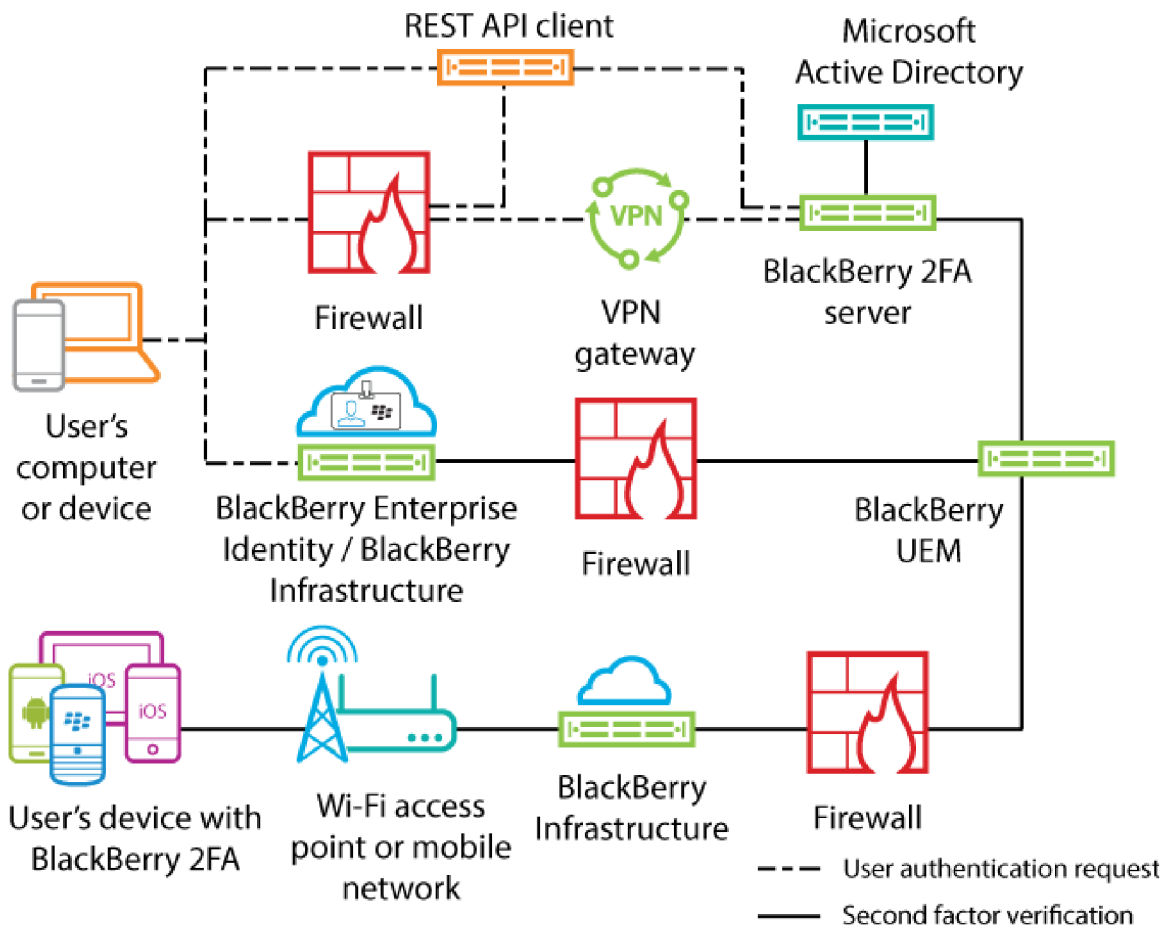 REST API client
Microsoft
Active Directory
VPN
Firewall
VPN
gateway
BlackBerry 2FA
server
User's
computer
or device
BlackBerry Enterprise
Identity / BlackBerry
Infrastructure
Firewall
BlackBerry
UEM
iOS
iOS
User's device with
BlackBerry 2FA
Wi-Fi access
point or mobile
network
BlackBerry
Infrastructure
Firewall
User authentication request
Second factor verification